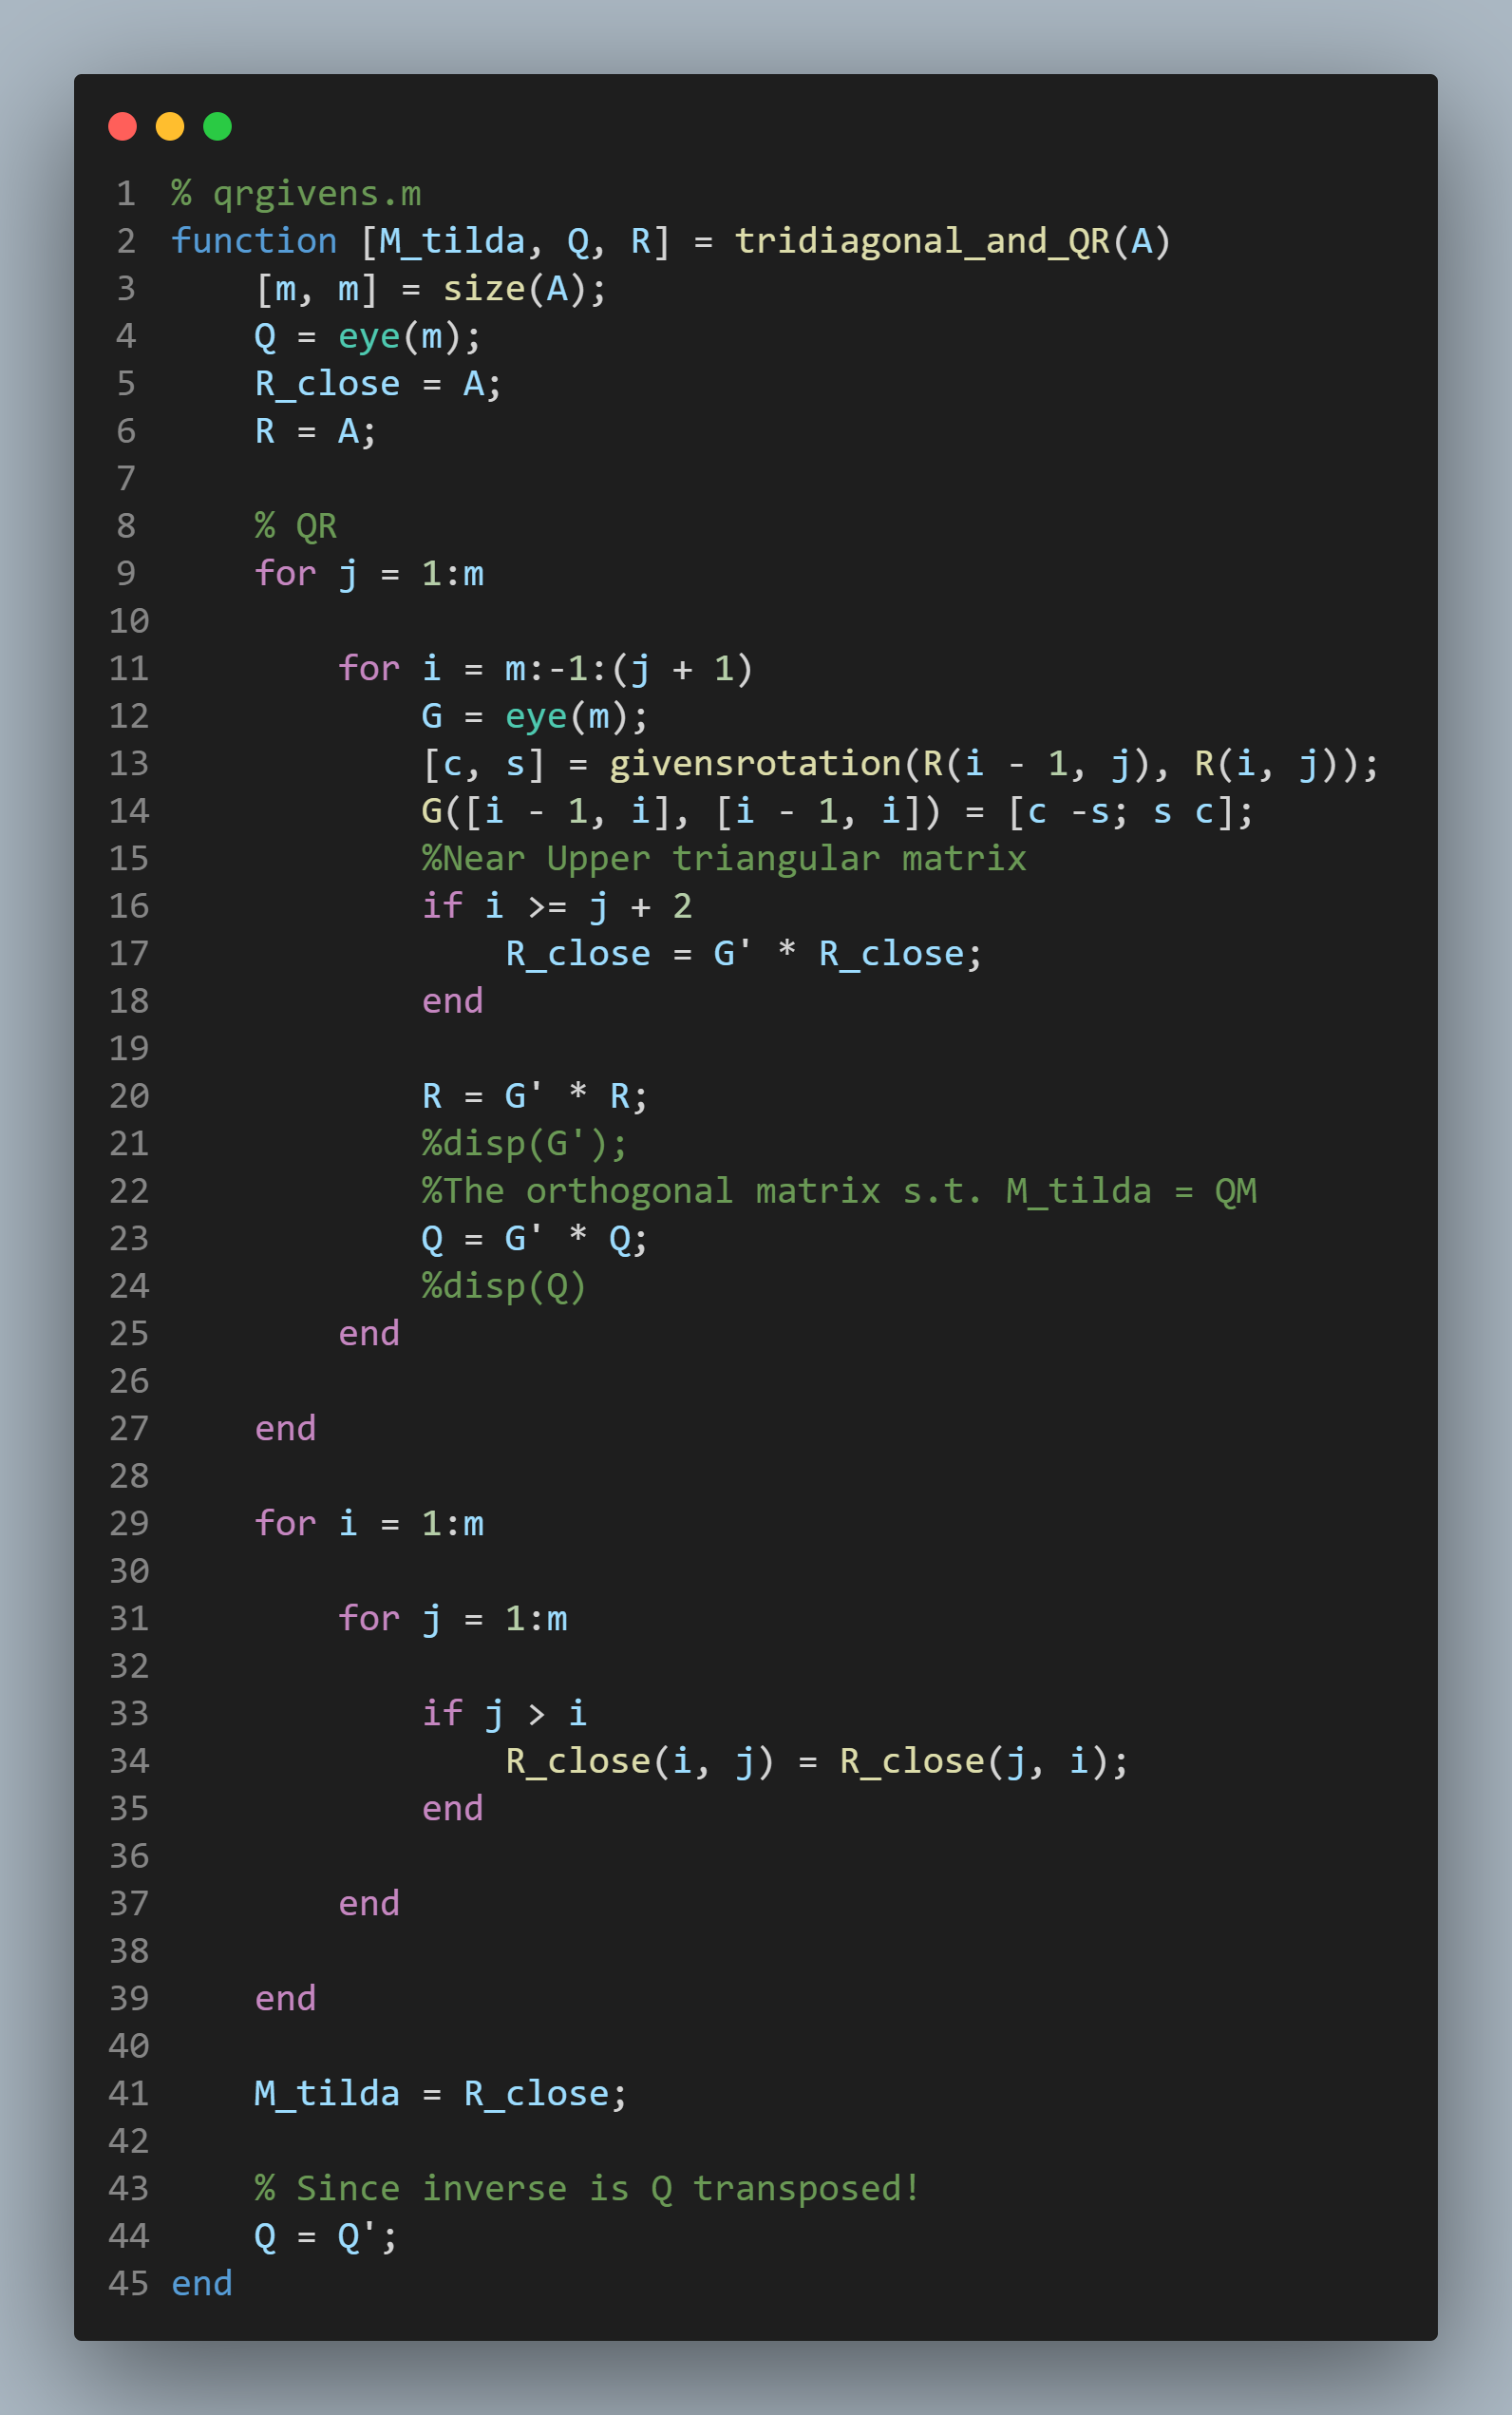 1 % qrgivens.m
2 function [M_tilda, Q, R] = tridiagonal_and_QR(A)
3     [m, m] = size(A);
4     Q = eye(m);
5     R_close = A;
6     R = A;
7
8     % QR
9     for j = 1:m
10
11         for i = m:-1:(j + 1)
12             G = eye(m);
13             [c, s] = givensrotation(R(i - 1, j), R(i, j));
14             G([i - 1, i], [i - 1, i]) = [c -s; s c];
15             %Near Upper triangular matrix
16             if i >= j + 2
17                 R_close = G' * R_close;
18             end
19
20             R = G' * R;
21             %disp(G');
22             %The orthogonal matrix s.t. M_tilda = QM
23             Q = G' * Q;
24             %disp(Q)
25         end
26
27     end
28
29     for i = 1:m
30
31         for j = 1:m
32
33             if j > i
34                 R_close(i, j) = R_close(j, i);
35             end
36
37         end
38
39     end
40
41     M_tilda = R_close;
42
43     % Since inverse is Q transposed!
44     Q = Q';
45 end